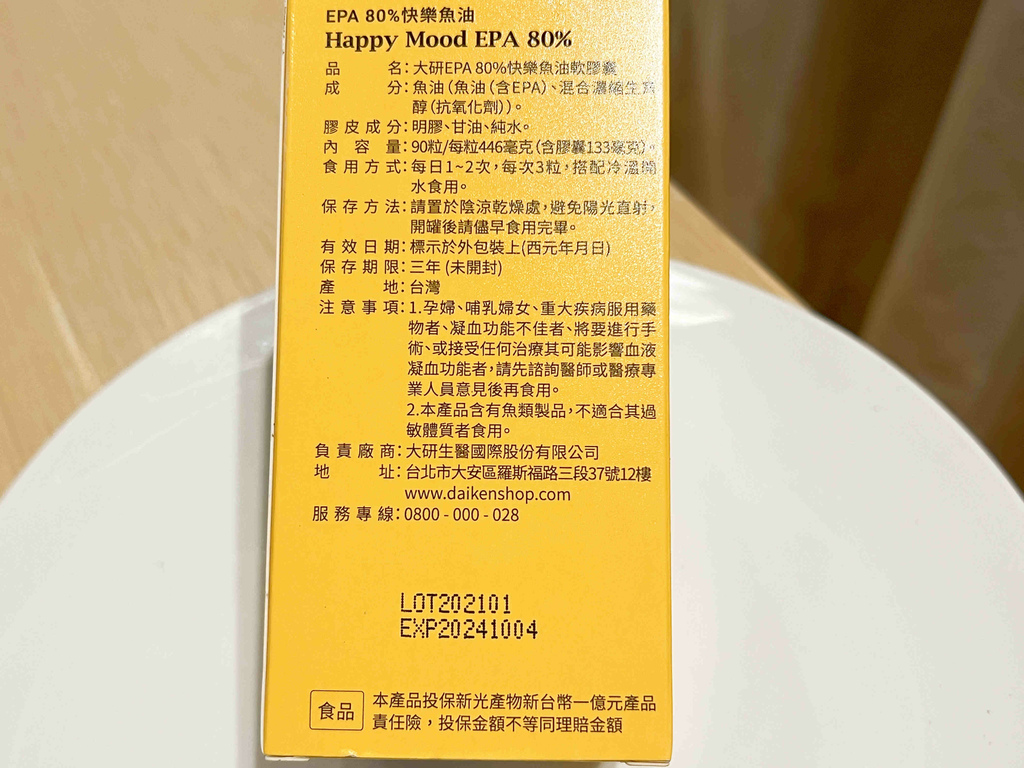 EPA 80%快樂魚油
Happy Mood EPA 80%
品名：大研EPA 80%快樂魚油軟膠囊
成分：魚油（魚油（含EPA）、混合濃縮生育
醇（抗氧化劑））。
膠皮成分：明膠、甘油、純水。
內容量：90粒/每粒446毫克（含膠囊133毫克）。
食用方式：每日1~2次，每次3粒，搭配冷溫開
水食用。
保存方法：請置於陰涼乾燥處，避免陽光直射，
開罐後請儘早食用完畢。
有效日期：標示於外包裝上(西元年月日)
保存期限：三年 (未開封)
產地：台灣
注意事項：1.孕婦、哺乳婦女、重大疾病服用藥
物者、凝血功能不佳者、將要進行手
術、或接受任何治療其可能影響血液
凝血功能者，請先諮詢醫師或醫療專
業人員意見後再食用。
2.本產品含有魚類製品，不適合其過
敏體質者食用。
負責廠商：大研生醫國際股份有限公司
地址：台北市大安區羅斯福路三段37號12樓
www.daikenshop.com
服務專線：0800 - 000 - 028
LOT202101
EXP20241004
食品
本產品投保新光產物新台幣一億元產品
責任險，投保金額不等同理賠金額